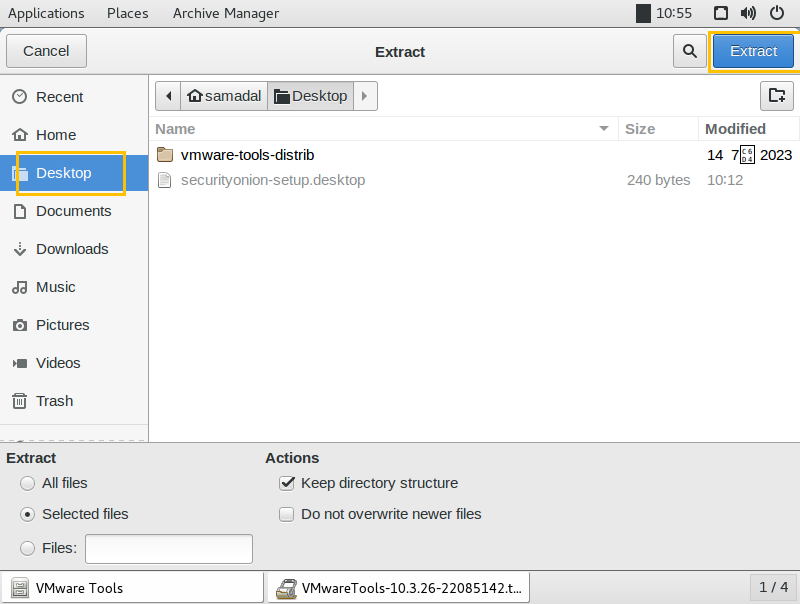 Applications Places Archive Manager 10:55
Cancel Extract Extract
Recent
Home
Desktop
Documents
Downloads
Music
Pictures
Videos
Trash
samadal Desktop
Name Size Modified
vmware-tools-distrib 14 7 2023
securityonion-setup.desktop 240 bytes 10:12
Extract
All files
Selected files
Files:
Actions
Keep directory structure
Do not overwrite newer files
VMware Tools VMwareTools-10.3.26-22085142.t... 1 / 4